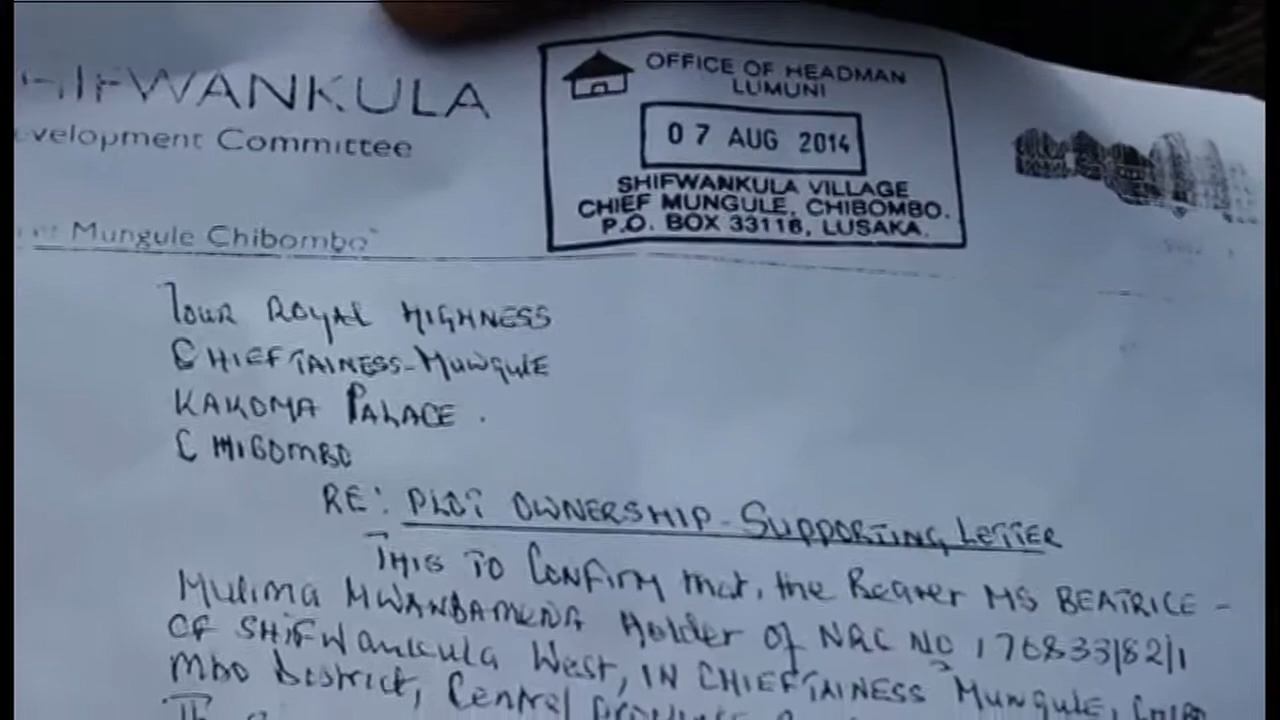 HIFWANKULA
velopment Committee
Mungule Chibombo"
OFFICE OF HEADMAN
LUMUNI
07 AUG 2014
SHIFWANKULA VILLAGE
CHIEF MUNGULE, CHIBOMBO.
P.O. BOX 33116, LUSAKA.
YOUR ROYAL HIGHNESS
CHIEFTAINESS-MUNGULE
KAKOMA PALACE.
CHIBOMBO
RE: PLOT OWNERSHIP-SUPPORTING LETTER
THIS TO CONFIRM that, the Bearer MS BEATRICE -
Mulima MWANBAMENA Holder of NRC NO 176833/82/1
OF SHIFWankula West, IN CHIEFTAINESS Mungule, CHIBO
MBO District, Central